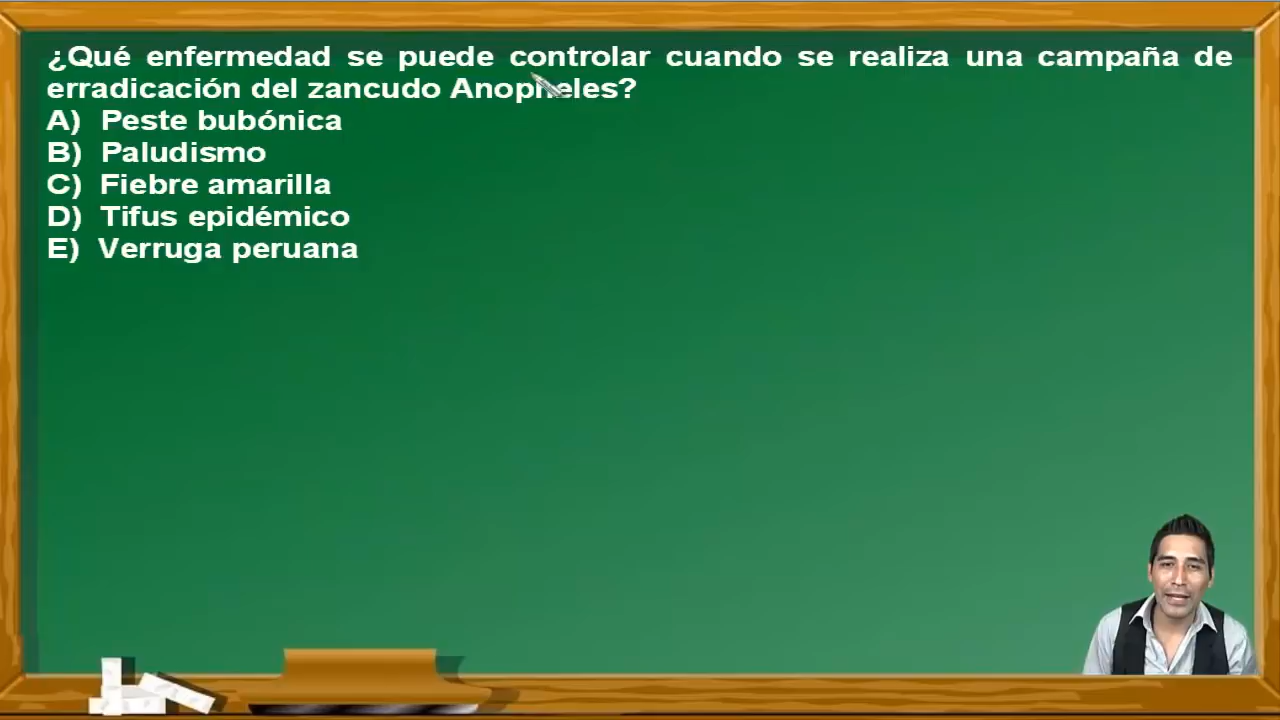 ¿Qué enfermedad se puede controlar cuando se realiza una campaña de
erradicación del zancudo Anopheles?
A) Peste bubónica
B) Paludismo
C) Fiebre amarilla
D) Tifus epidémico
E) Verruga peruana